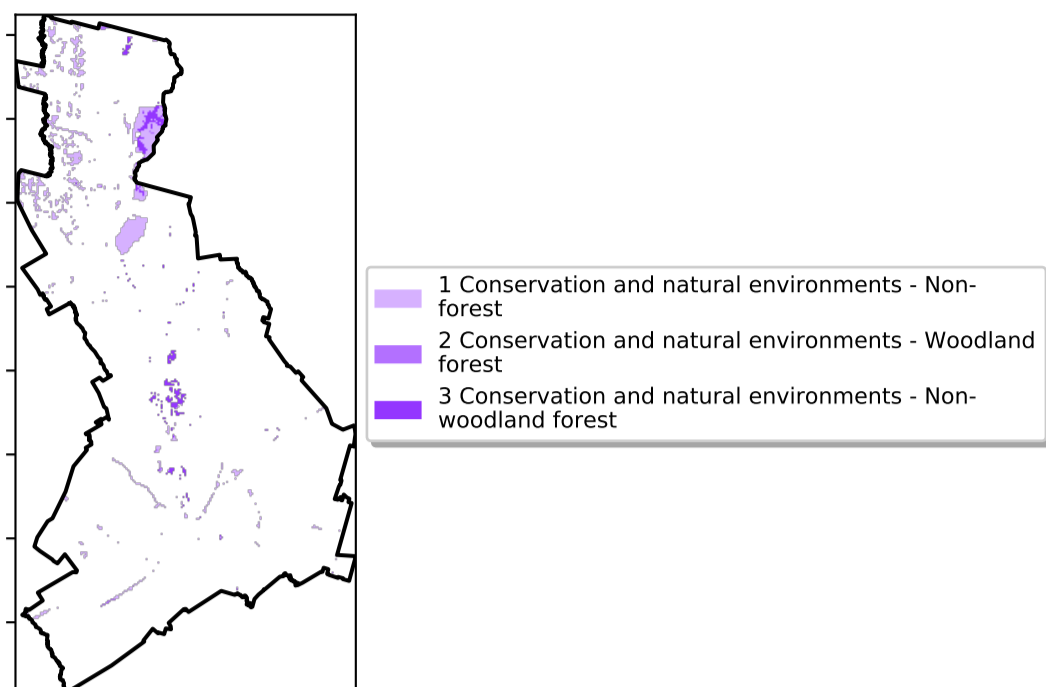 1 Conservation and natural environments - Non-
forest
2 Conservation and natural environments - Woodland
forest
3 Conservation and natural environments - Non-
woodland forest